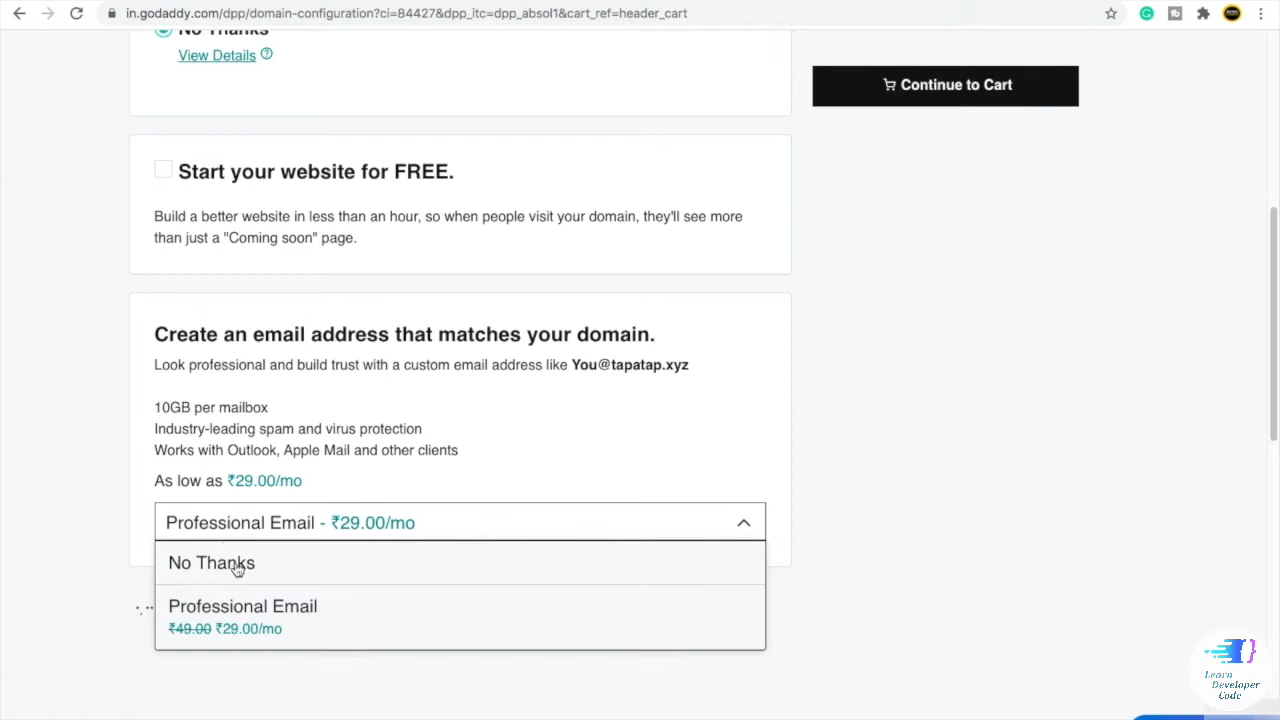 in.godaddy.com/dpp/domain-configuration?ci=84427&dpp_itc=dpp_absol1&cart_ref=header_cart
No Thanks
View Details
Continue to Cart
Start your website for FREE.
Build a better website in less than an hour, so when people visit your domain, they'll see more
than just a "Coming soon" page.
Create an email address that matches your domain.
Look professional and build trust with a custom email address like You@tapatap.xyz
10GB per mailbox
Industry-leading spam and virus protection
Works with Outlook, Apple Mail and other clients
As low as ₹29.00/mo
Professional Email - ₹29.00/mo
No Thanks
Professional Email
₹49.00 ₹29.00/mo
Learn
Developer
Code